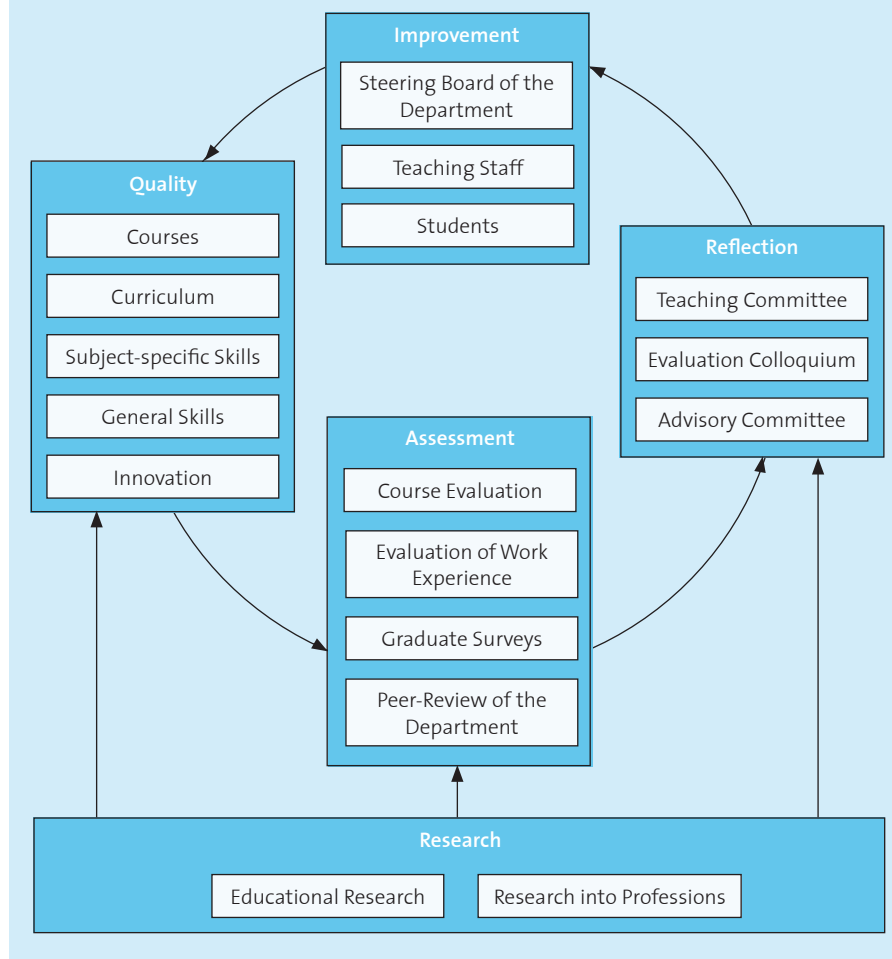 Improvement
Steering Board of the
Department
Teaching Staff
Students
Quality
Courses
Curriculum
Subject-specific Skills
General Skills
Innovation
Reflection
Teaching Committee
Evaluation Colloquium
Advisory Committee
Assessment
Course Evaluation
Evaluation of Work
Experience
Graduate Surveys
Peer-Review of the
Department
Research
Educational Research
Research into Professions